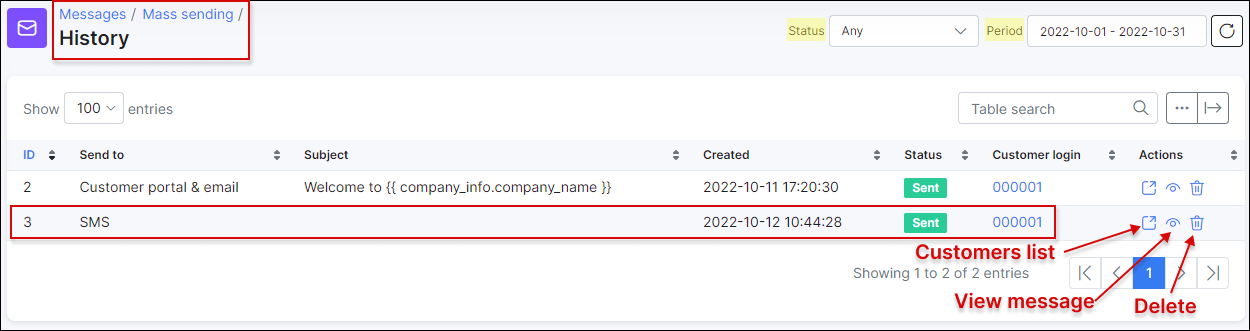 Messages / Mass sending /
History
Status Any Period 2022-10-01 - 2022-10-31
Show 100 entries Table search
ID Send to Subject Created Status Customer login Actions
2 Customer portal & email Welcome to {{ company_info.company_name }} 2022-10-11 17:20:30 Sent 000001
3 SMS 2022-10-12 10:44:28 Sent 000001
Customers list
Showing 1 to 2 of 2 entries 1
View message Delete